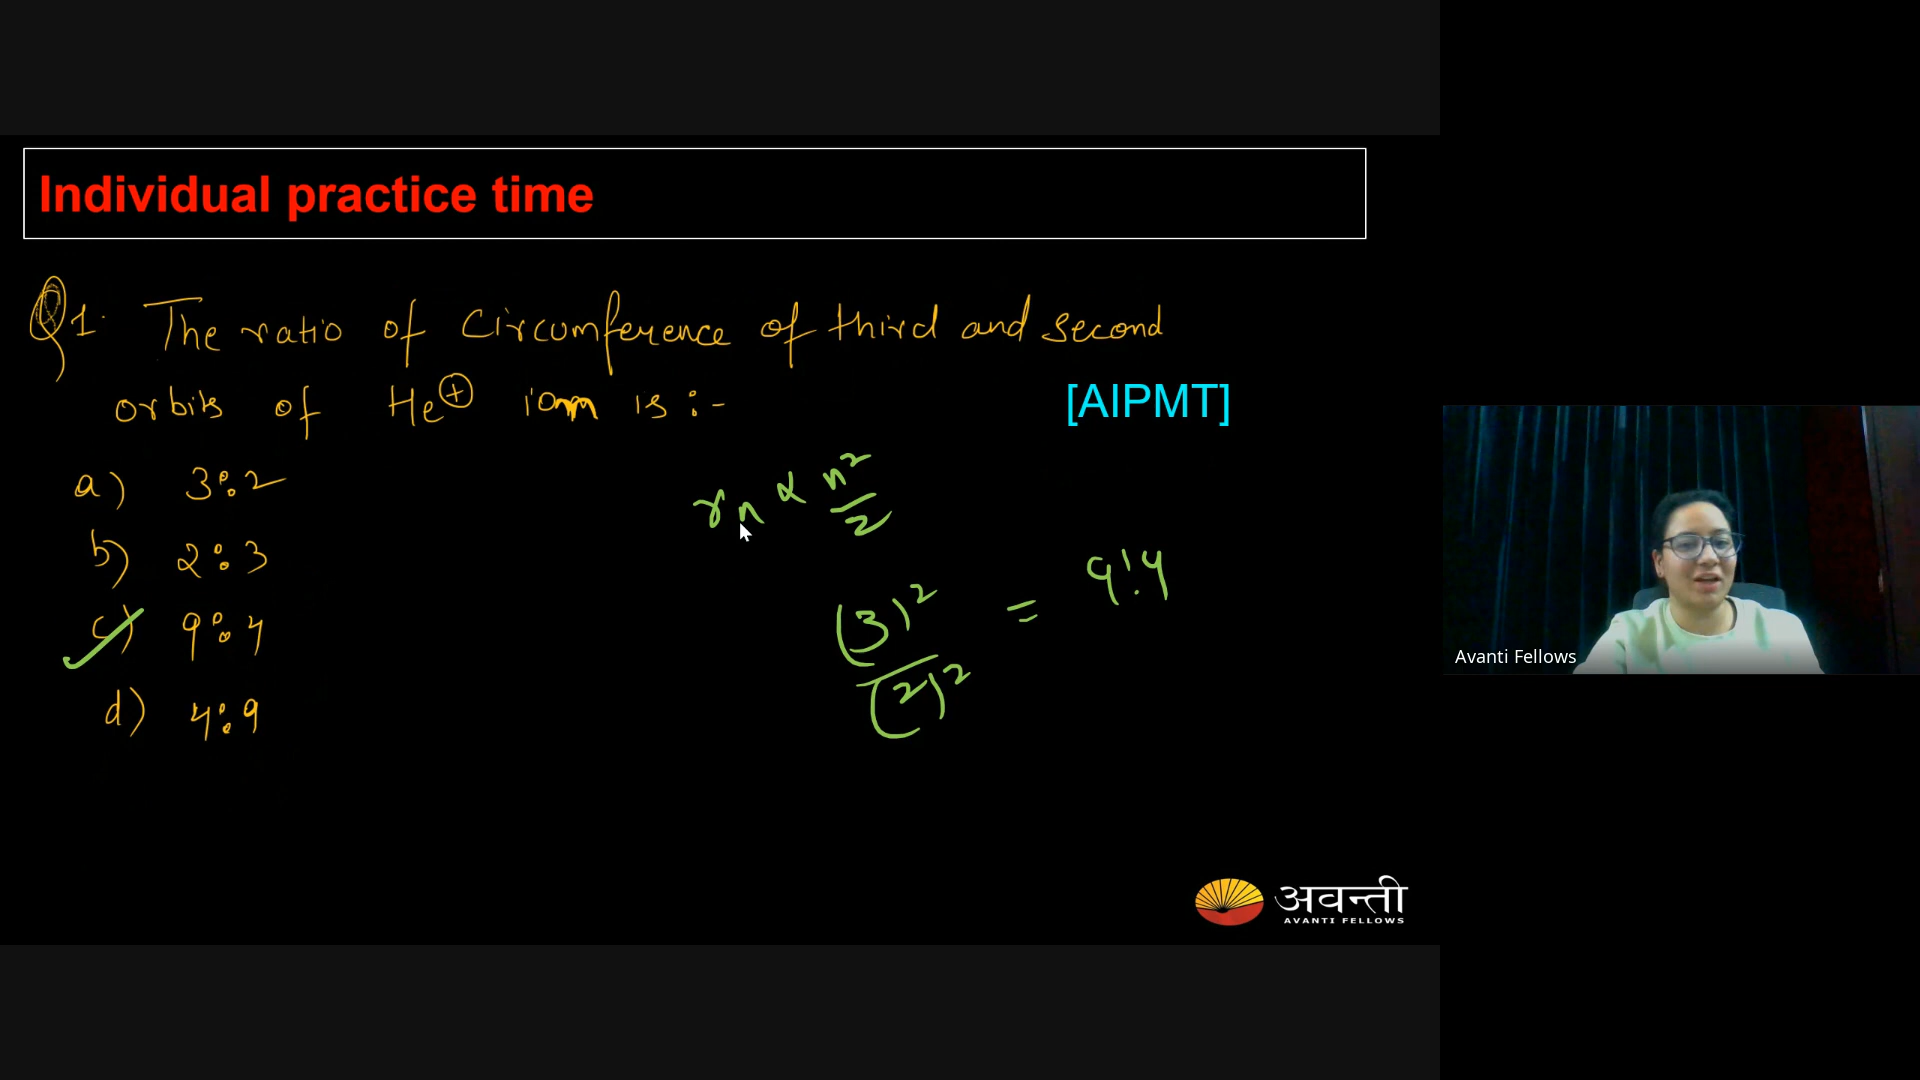 Individual practice time
Q1. The ratio of Circumference of third and second
orbits of He⊕ ion is :-
[AIPMT]
a) 3:2
b) 2:3
c) 9:4
d) 4:9
rₙ ∝ n²/z
(3)²/(2)² = 9:4
Avanti Fellows
अवन्ती
AVANTI FELLOWS